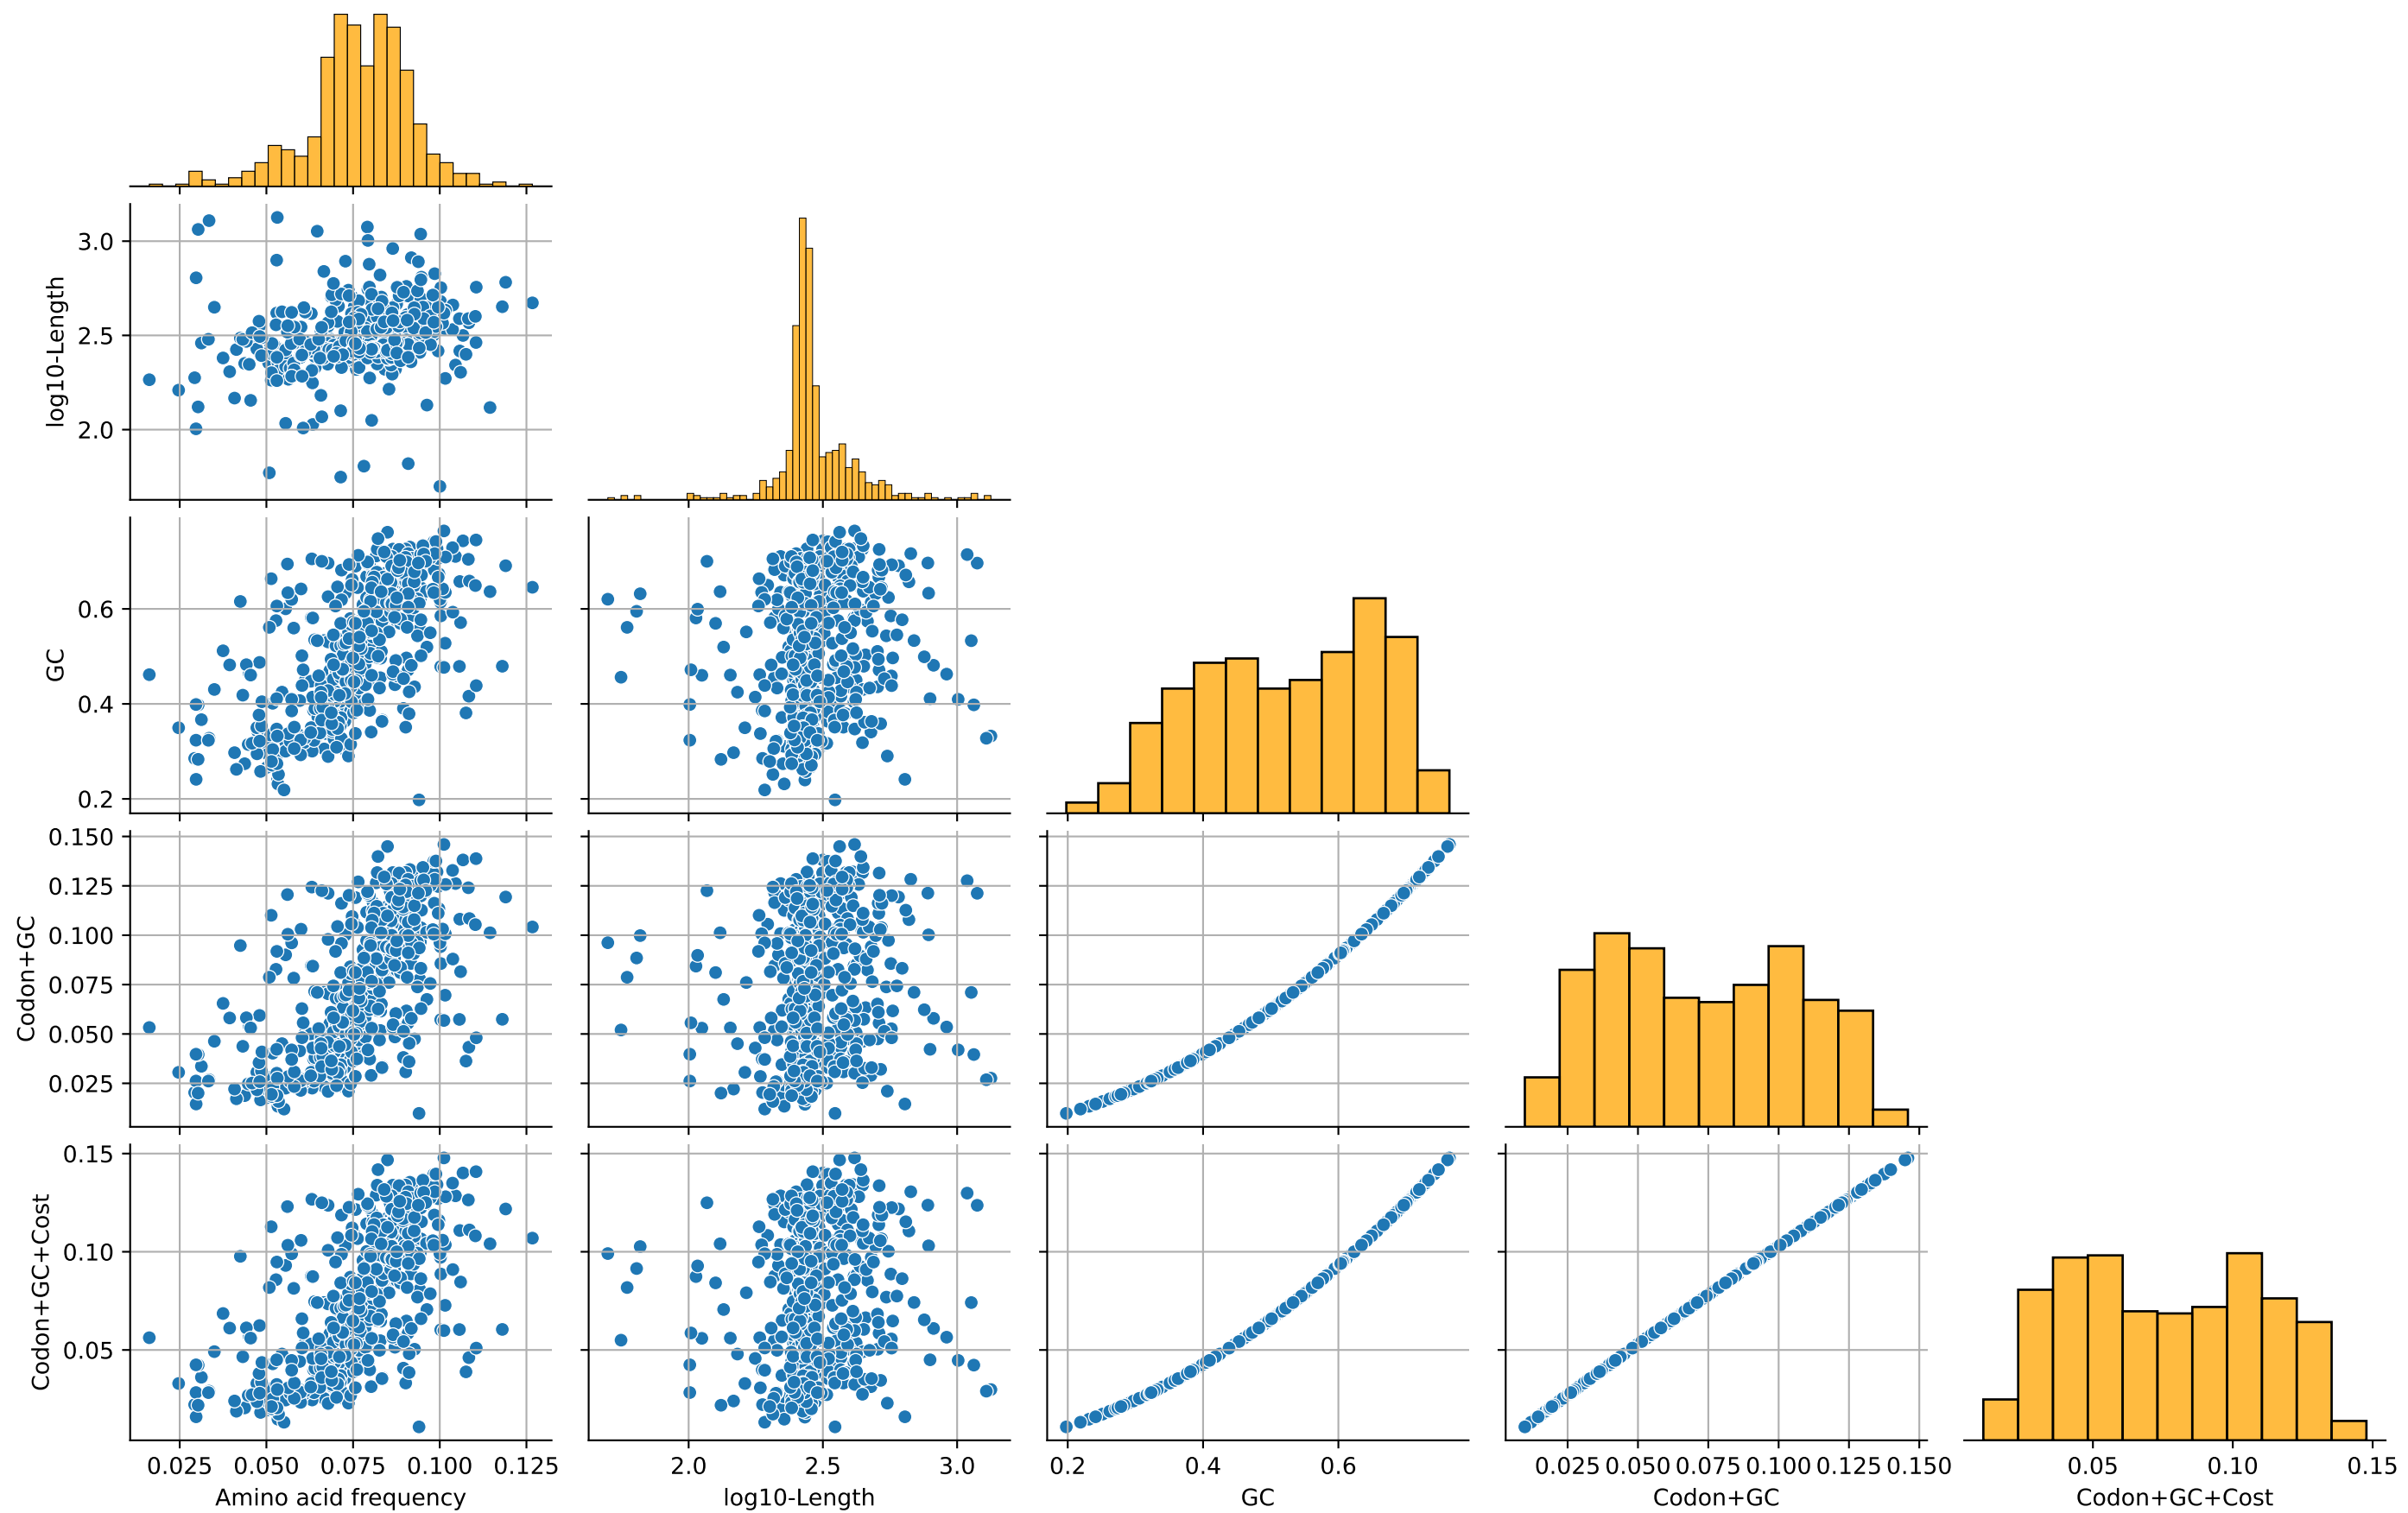 3.0
2.5
2.0
log10-Length
0.6
0.4
0.2
GC
0.150
0.125
0.100
0.075
0.050
0.025
Codon+GC
0.15
0.10
0.05
Codon+GC+Cost
0.025 0.050 0.075 0.100 0.125
Amino acid frequency
2.0 2.5 3.0
log10-Length
0.2 0.4 0.6
GC
0.025 0.050 0.075 0.100 0.125 0.150
Codon+GC
0.05 0.10 0.15
Codon+GC+Cost